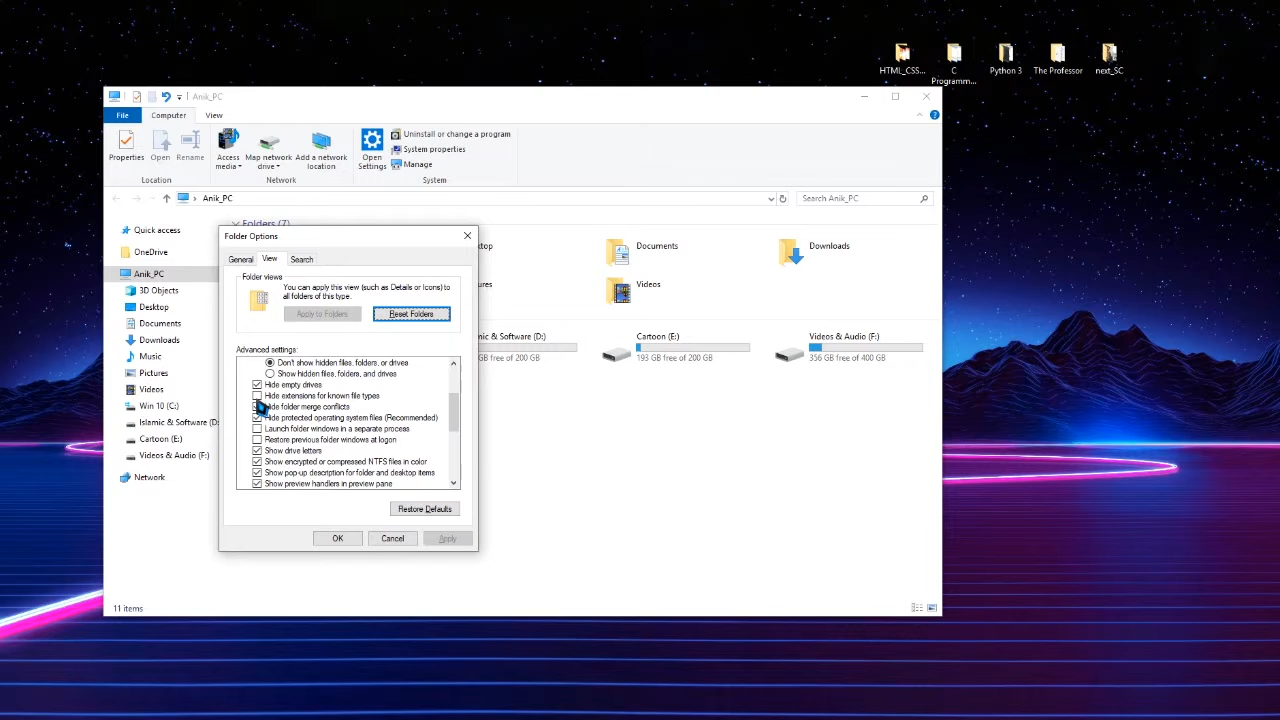 HTML_CSS... C Programm... Python 3 The Professor next_SC
Anik_PC
File Computer View
Properties Open Rename
Access media Map network drive Add a network location
Open Settings
Uninstall or change a program
System properties
Manage
Location Network System
Anik_PC Search Anik_PC
Quick access
OneDrive
Anik_PC
3D Objects
Desktop
Documents
Downloads
Music
Pictures
Videos
Win 10 (C:)
Islamic & Software (D:
Cartoon (E:)
Videos & Audio (F:)
Network
Folders (7)
Documents Downloads
Videos
& Software (D:) Cartoon (E:) Videos & Audio (F:)
GB free of 200 GB 193 GB free of 200 GB 356 GB free of 400 GB
Folder Options
General View Search
Folder views
You can apply this view (such as Details or Icons) to
all folders of this type.
Apply to Folders Reset Folders
Advanced settings:
Don't show hidden files, folders, or drives
Show hidden files, folders, and drives
Hide empty drives
Hide extensions for known file types
folder merge conflicts
Hide protected operating system files (Recommended)
Launch folder windows in a separate process
Restore previous folder windows at logon
Show drive letters
Show encrypted or compressed NTFS files in color
Show pop-up description for folder and desktop items
Show preview handlers in preview pane
Restore Defaults
OK Cancel Apply
11 items